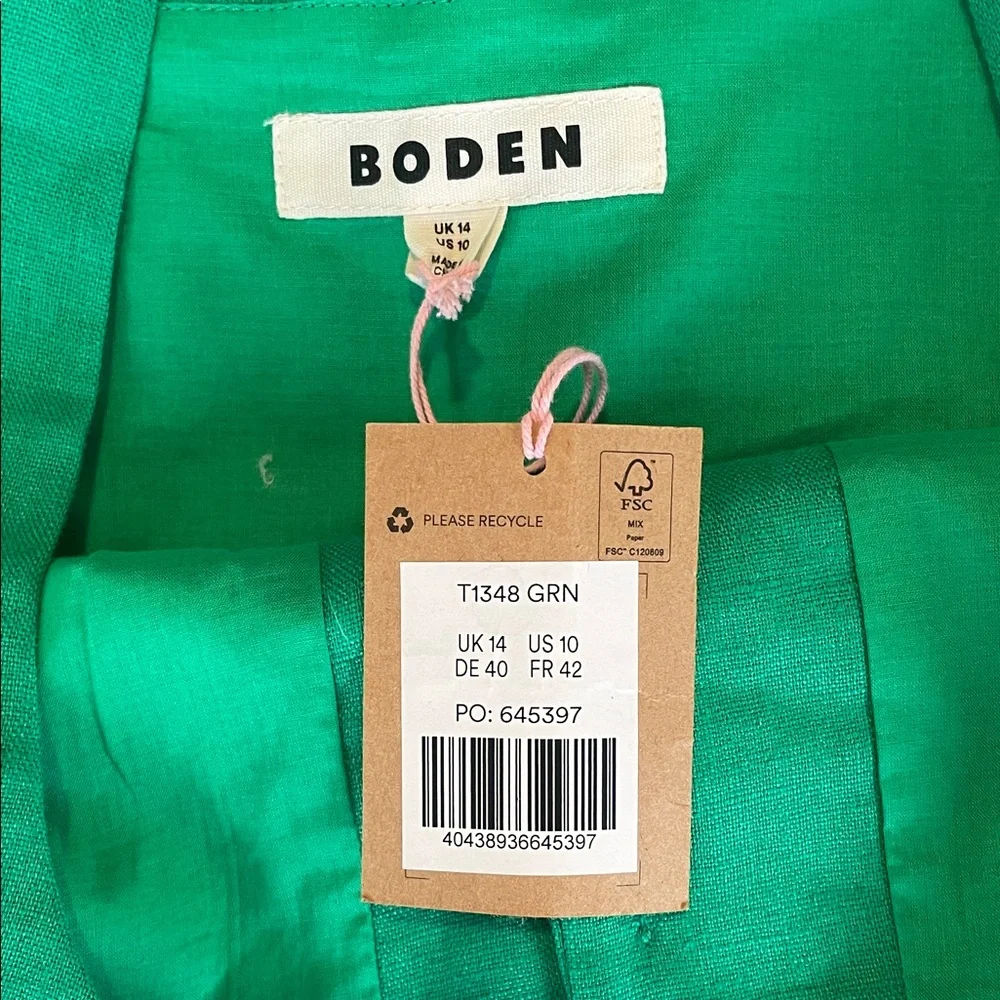 BODEN
UK 14
US 10
PLEASE RECYCLE
FSC
MIX
Paper
FSC™ C120809
T1348 GRN
UK 14 US 10
DE 40 FR 42
PO: 645397
40438936645397